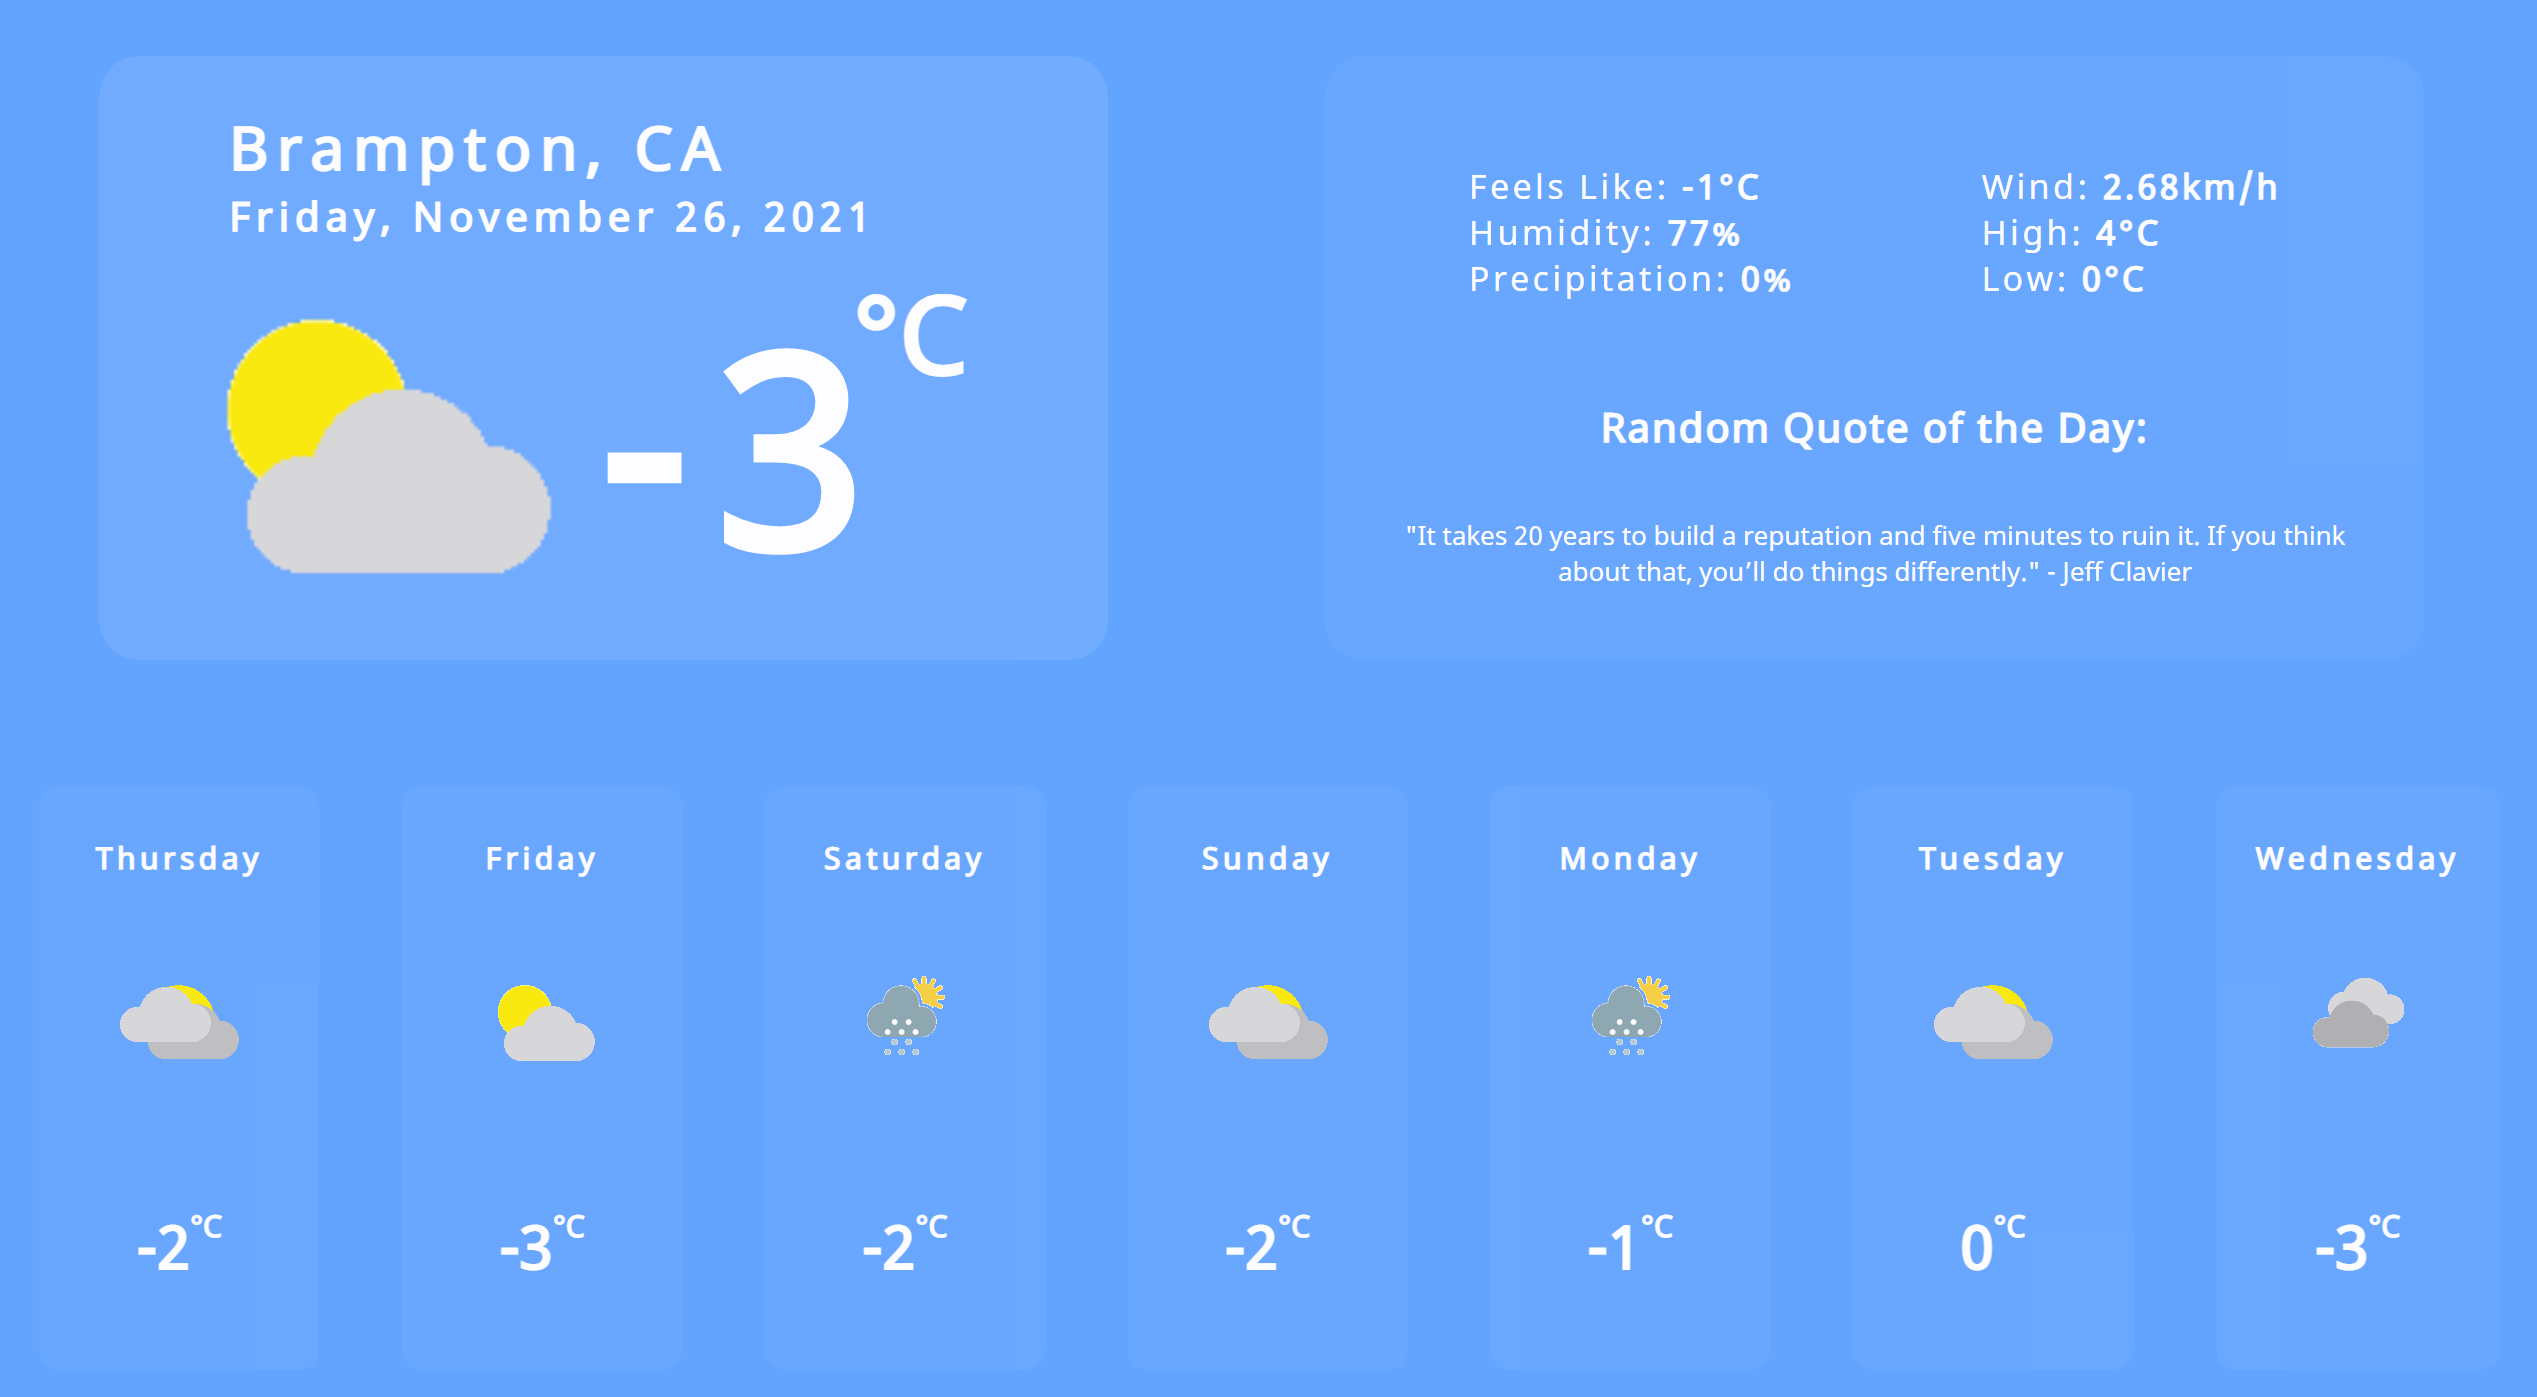 Brampton, CA
Friday, November 26, 2021
-3°C
Feels Like: -1°C
Humidity: 77%
Precipitation: 0%
Wind: 2.68km/h
High: 4°C
Low: 0°C
Random Quote of the Day:
"It takes 20 years to build a reputation and five minutes to ruin it. If you think
about that, you’ll do things differently." - Jeff Clavier
Thursday
-2°C
Friday
-3°C
Saturday
-2°C
Sunday
-2°C
Monday
-1°C
Tuesday
0°C
Wednesday
-3°C